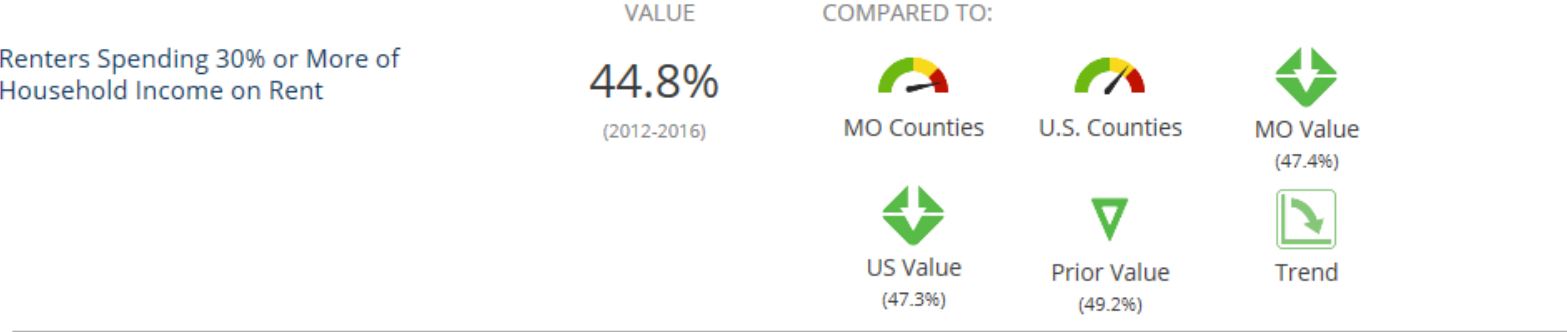 VALUE
COMPARED TO:
Renters Spending 30% or More of
Household Income on Rent
44.8%
(2012-2016)
MO Counties
U.S. Counties
MO Value
(47.4%)
US Value
(47.3%)
Prior Value
(49.2%)
Trend